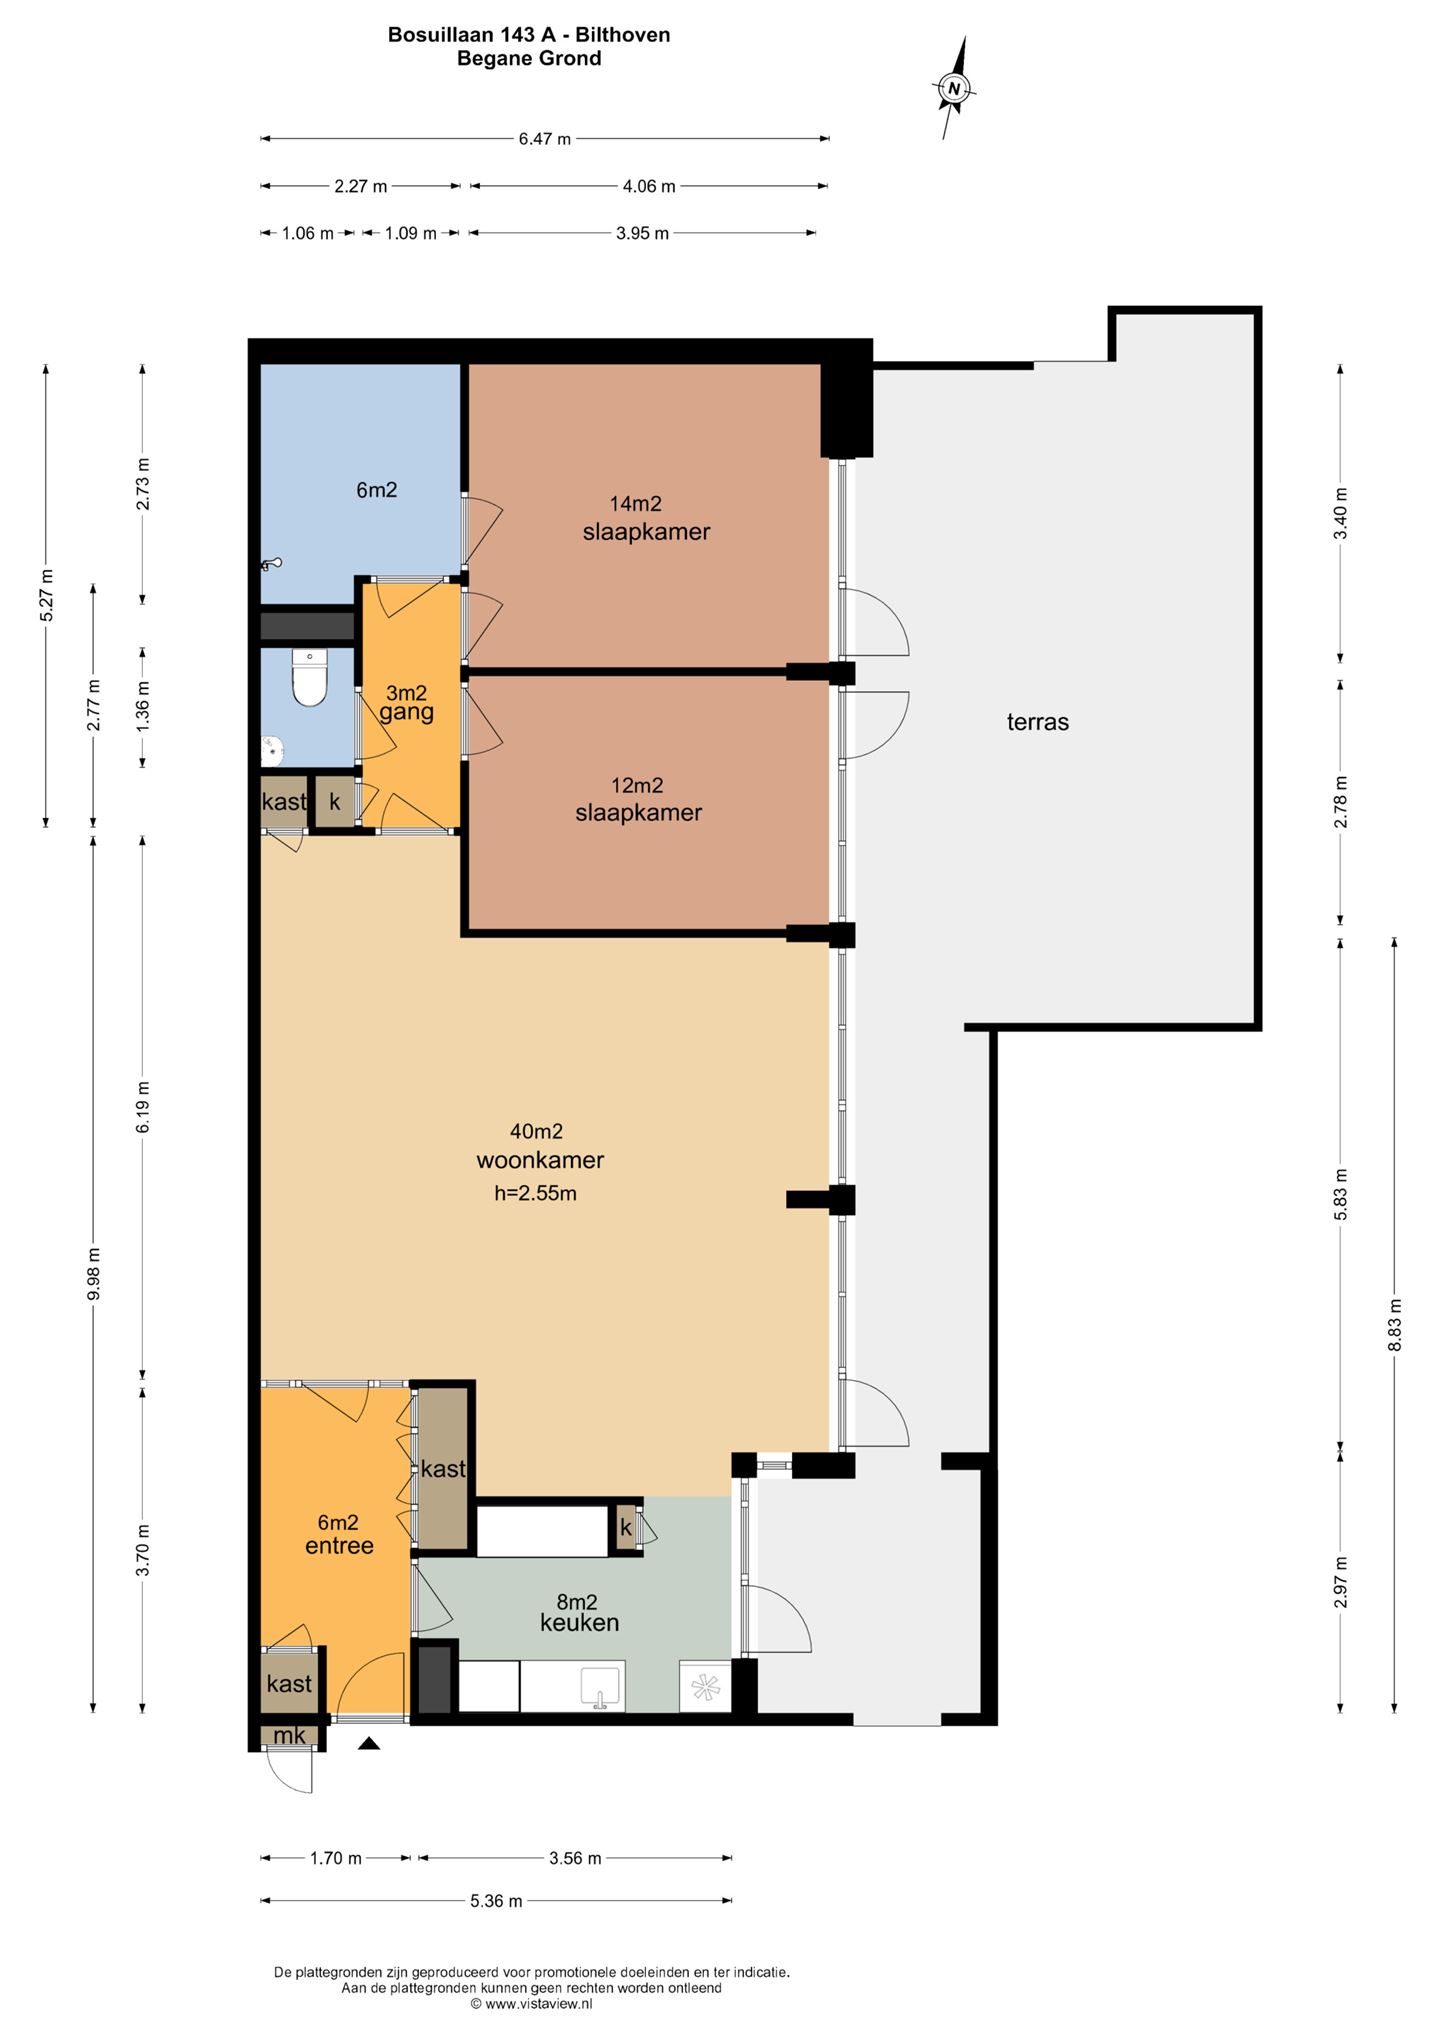 Bosuillaan 143 A - Bilthoven
Begane Grond
N
6.47 m
2.27 m
4.06 m
1.06 m
1.09 m
3.95 m
5.27 m
2.73 m
2.77 m
1.36 m
9.98 m
6.19 m
3.70 m
6m2
14m2
slaapkamer
3m2
gang
12m2
slaapkamer
kast
k
terras
40m2
woonkamer
h=2.55m
kast
6m2
entree
k
8m2
keuken
kast
mk
3.40 m
2.78 m
5.83 m
8.83 m
2.97 m
1.70 m
3.56 m
5.36 m
De plattegronden zijn geproduceerd voor promotionele doeleinden en ter indicatie.
Aan de plattegronden kunnen geen rechten worden ontleend
© www.vistaview.nl